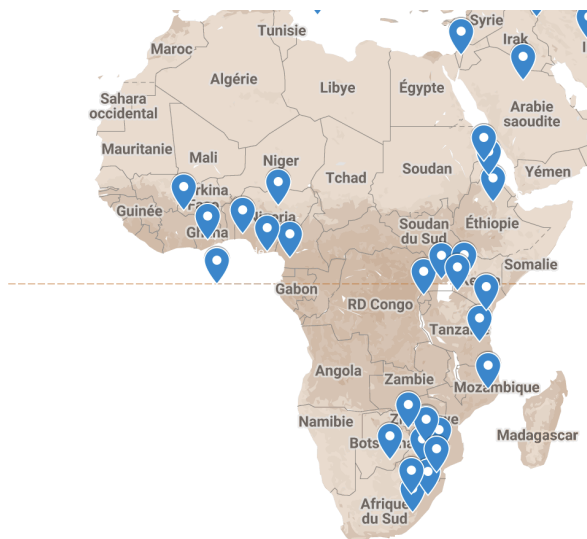 Syrie
Tunisie
Irak
Maroc
Algérie
Libye
Égypte
Sahara
occidental
Arabie
saoudite
Mauritanie
Mali
Niger
Tchad
Soudan
Yémen
Guinée
Soudan
du Sud
Éthiopie
Somalie
Gabon
RD Congo
Angola
Zambie
Mozambique
Namibie
Madagascar
Afrique
du Sud